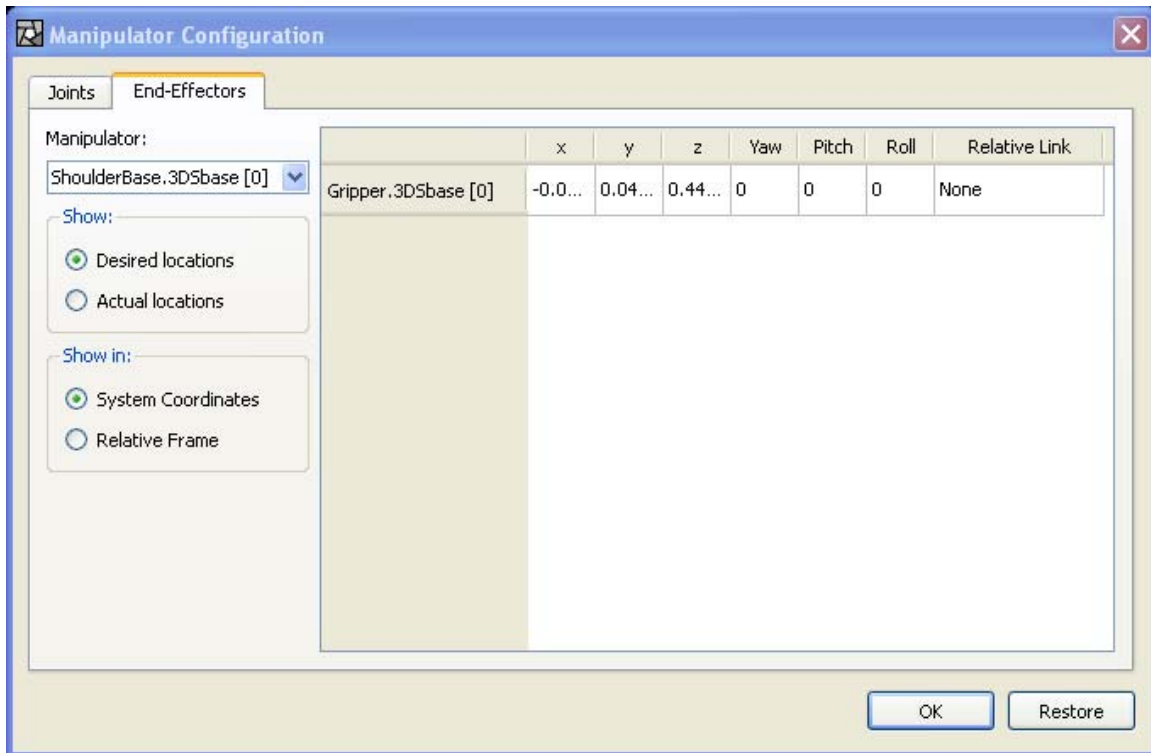 Manipulator Configuration
Joints
End-Effectors
Manipulator:
ShoulderBase.3DSbase [0]
Show:
Desired locations
Actual locations
Show in:
System Coordinates
Relative Frame
x y z Yaw Pitch Roll Relative Link
Gripper.3DSbase [0] -0.0... 0.04... 0.44... 0 0 0 None
OK
Restore